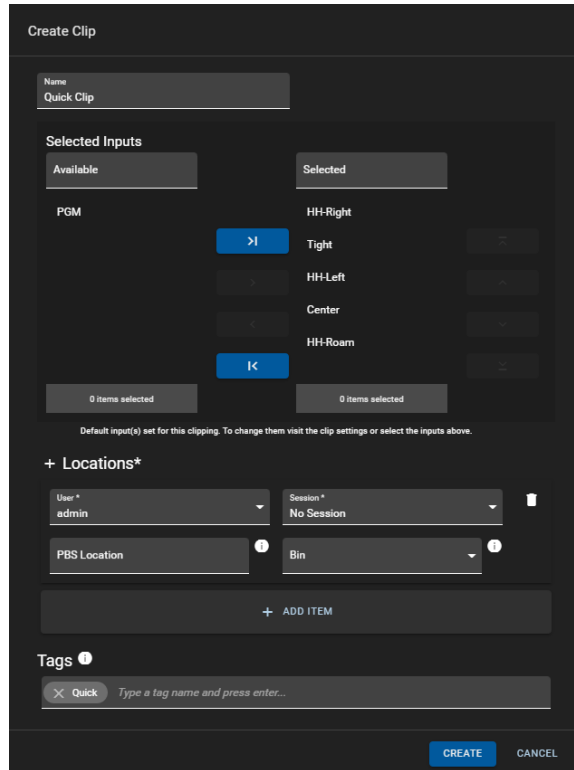 Create Clip
Name
Quick Clip
Selected Inputs
Available
Selected
PGM
HH-Right
Tight
HH-Left
Center
HH-Roam
0 items selected
0 items selected
Default input(s) set for this clipping. To change them visit the clip settings or select the inputs above.
+ Locations*
User *
admin
Session *
No Session
PBS Location
Bin
+ ADD ITEM
Tags
Quick
Type a tag name and press enter...
CREATE
CANCEL